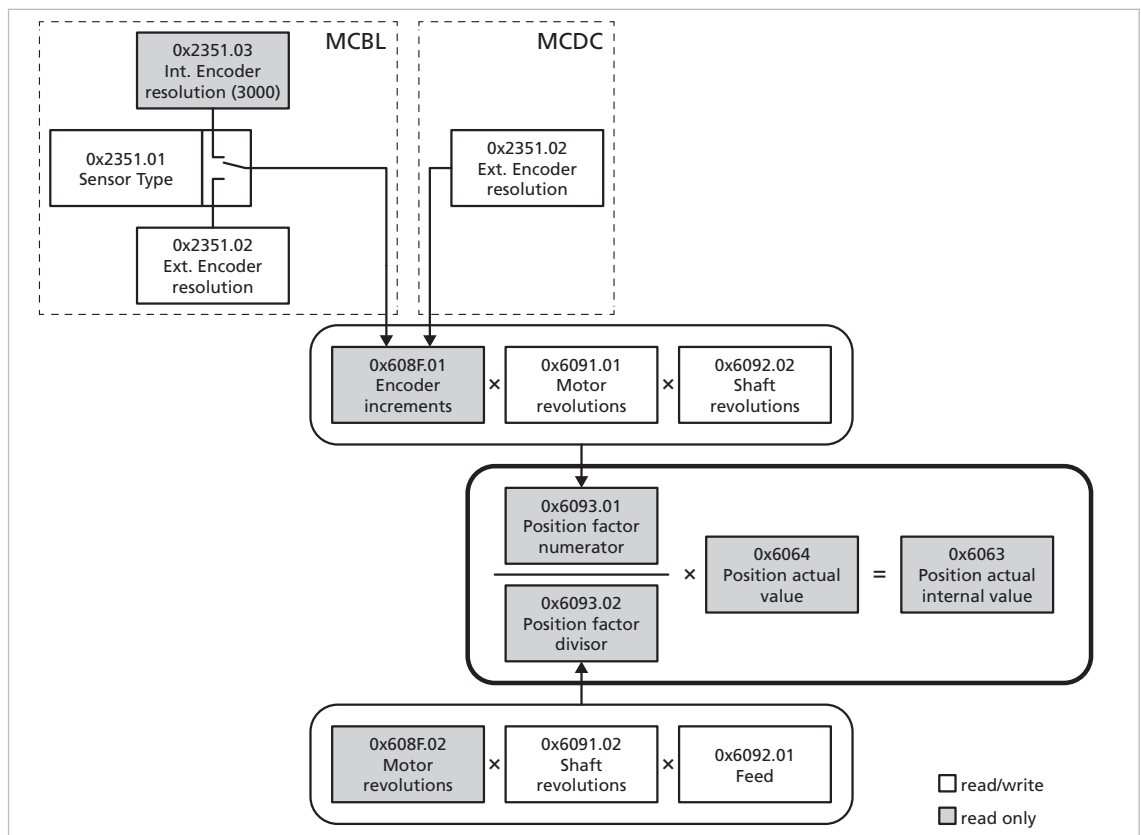 MCBL
MCDC
0x2351.03
Int. Encoder
resolution (3000)
0x2351.01
Sensor Type
0x2351.02
Ext. Encoder
resolution
0x2351.02
Ext. Encoder
resolution
0x608F.01
Encoder
increments
×
0x6091.01
Motor
revolutions
×
0x6092.02
Shaft
revolutions
0x6093.01
Position factor
numerator
0x6093.02
Position factor
divisor
×
0x6064
Position actual
value
=
0x6063
Position actual
internal value
0x608F.02
Motor
revolutions
×
0x6091.02
Shaft
revolutions
×
0x6092.01
Feed
read/write
read only